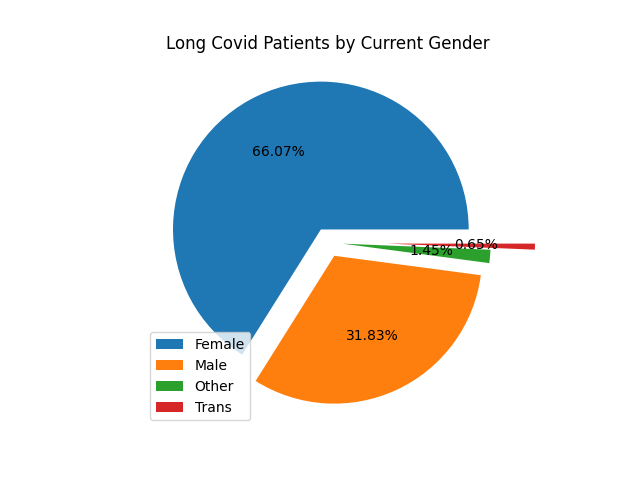 Long Covid Patients by Current Gender
66.07%
0.65%
1.45%
31.83%
Female
Male
Other
Trans